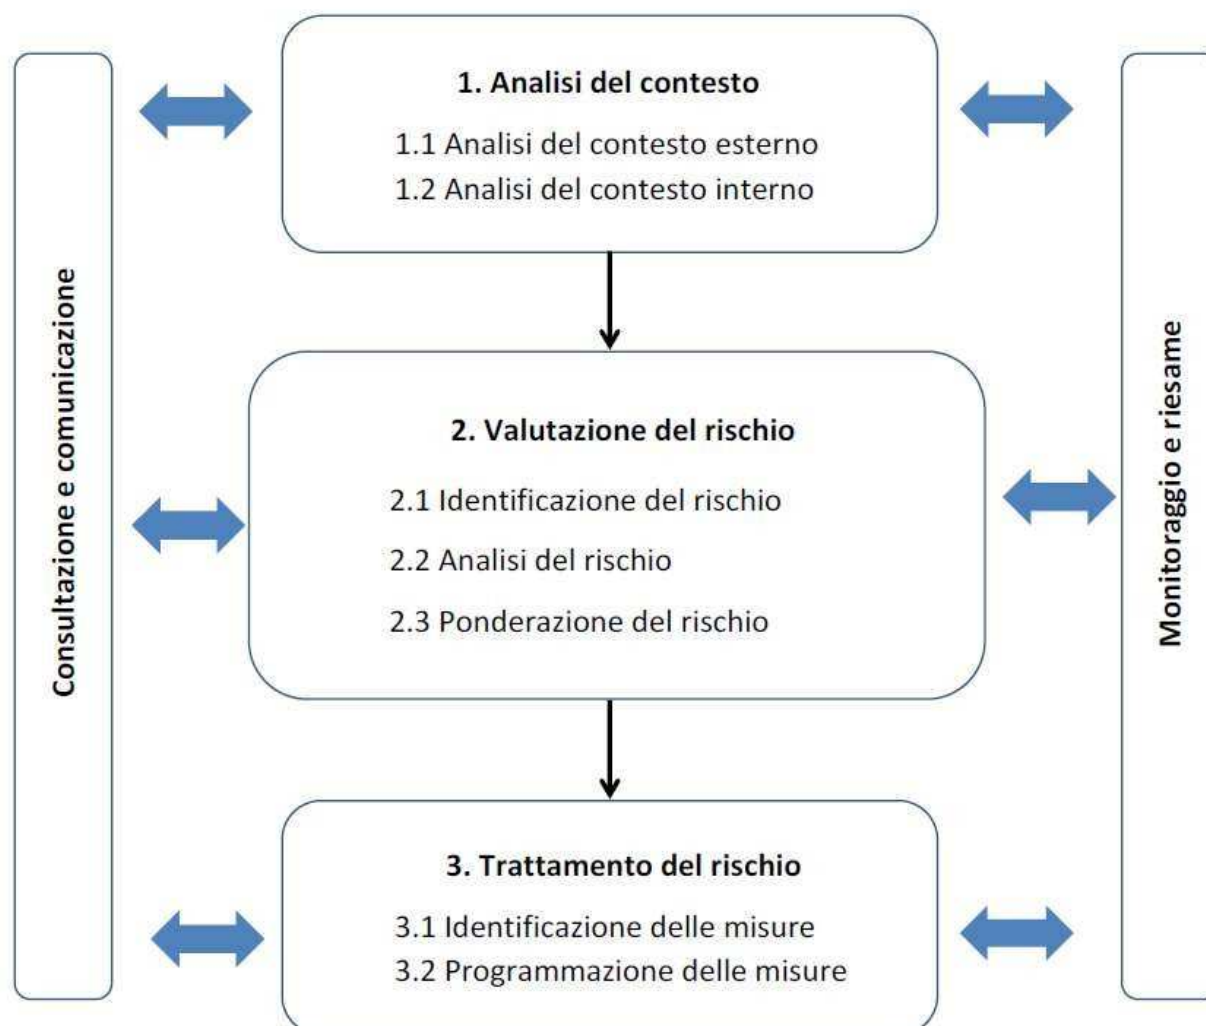 Consultazione e comunicazione
1. Analisi del contesto
1.1 Analisi del contesto esterno
1.2 Analisi del contesto interno
2. Valutazione del rischio
2.1 Identificazione del rischio
2.2 Analisi del rischio
2.3 Ponderazione del rischio
3. Trattamento del rischio
3.1 Identificazione delle misure
3.2 Programmazione delle misure
Monitoraggio e riesame